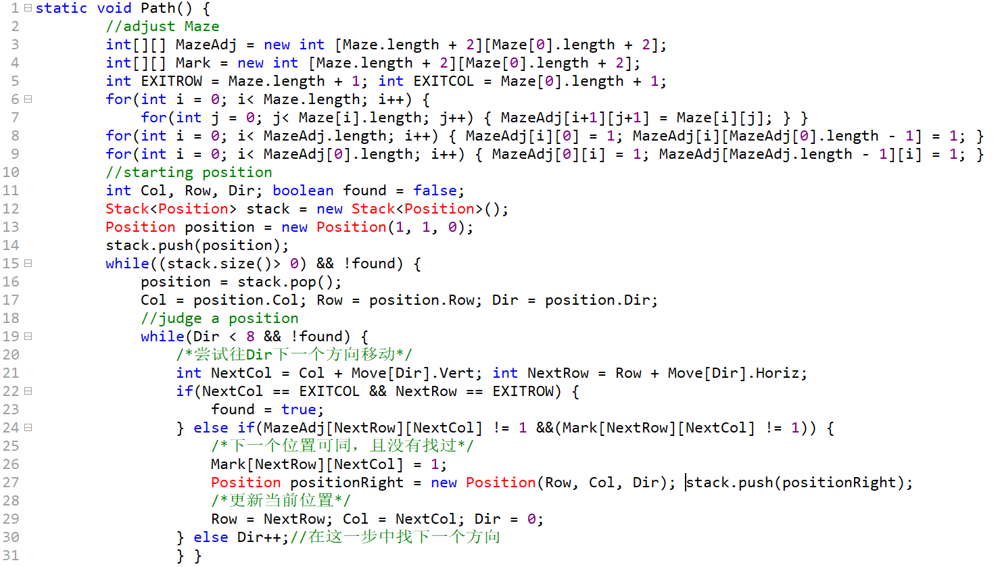 1 static void Path() {
2 //adjust Maze
3 int[][] MazeAdj = new int [Maze.length + 2][Maze[0].length + 2];
4 int[][] Mark = new int [Maze.length + 2][Maze[0].length + 2];
5 int EXITROW = Maze.length + 1; int EXITCOL = Maze[0].length + 1;
6 for(int i = 0; i< Maze.length; i++) {
7 for(int j = 0; j< Maze[i].length; j++) { MazeAdj[i+1][j+1] = Maze[i][j]; } }
8 for(int i = 0; i< MazeAdj.length; i++) { MazeAdj[i][0] = 1; MazeAdj[i][MazeAdj[0].length - 1] = 1; }
9 for(int i = 0; i< MazeAdj[0].length; i++) { MazeAdj[0][i] = 1; MazeAdj[MazeAdj.length - 1][i] = 1; }
10 //starting position
11 int Col, Row, Dir; boolean found = false;
12 Stack<Position> stack = new Stack<Position>();
13 Position position = new Position(1, 1, 0);
14 stack.push(position);
15 while((stack.size()> 0) && !found) {
16 position = stack.pop();
17 Col = position.Col; Row = position.Row; Dir = position.Dir;
18 //judge a position
19 while(Dir < 8 && !found) {
20 /*尝试往Dir下一个方向移动*/
21 int NextCol = Col + Move[Dir].Vert; int NextRow = Row + Move[Dir].Horiz;
22 if(NextCol == EXITCOL && NextRow == EXITROW) {
23 found = true;
24 } else if(MazeAdj[NextRow][NextCol] != 1 &&(Mark[NextRow][NextCol] != 1)) {
25 /*下一个位置可同，且没有找过*/
26 Mark[NextRow][NextCol] = 1;
27 Position positionRight = new Position(Row, Col, Dir); stack.push(positionRight);
28 /*更新当前位置*/
29 Row = NextRow; Col = NextCol; Dir = 0;
30 } else Dir++;//在这一步中找下一个方向
31 } }